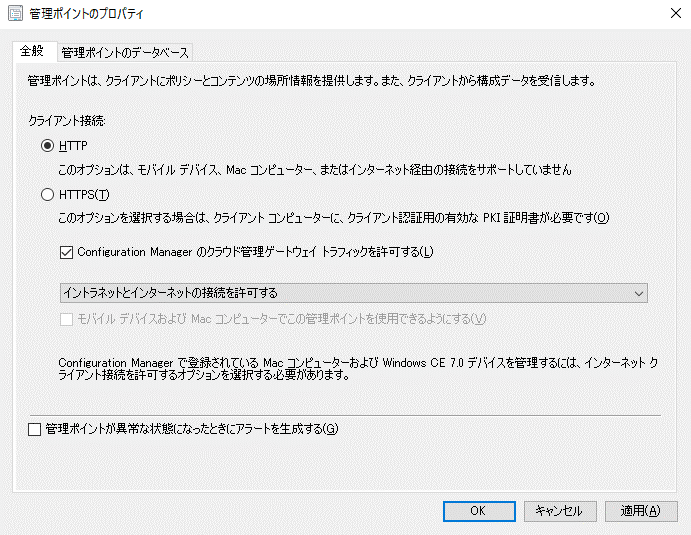 管理ポイントのプロパティ
全般
管理ポイントのデータベース
管理ポイントは、クライアントにポリシーとコンテンツの場所情報を提供します。また、クライアントから構成データを受信します。
クライアント接続:
HTTP
このオプションは、モバイル デバイス、Mac コンピューター、またはインターネット経由の接続をサポートしていません
HTTPS(T)
このオプションを選択する場合は、クライアント コンピューターに、クライアント認証用の有効な PKI 証明書が必要です(O)
Configuration Manager のクラウド管理ゲートウェイ トラフィックを許可する(L)
イントラネットとインターネットの接続を許可する
モバイル デバイスおよび Mac コンピューターでこの管理ポイントを使用できるようにする(V)
Configuration Manager で登録されている Mac コンピューターおよび Windows CE 7.0 デバイスを管理するには、インターネット ク
ライアント接続を許可するオプションを選択する必要があります。
管理ポイントが異常な状態になったときにアラートを生成する(G)
OK
キャンセル
適用(A)